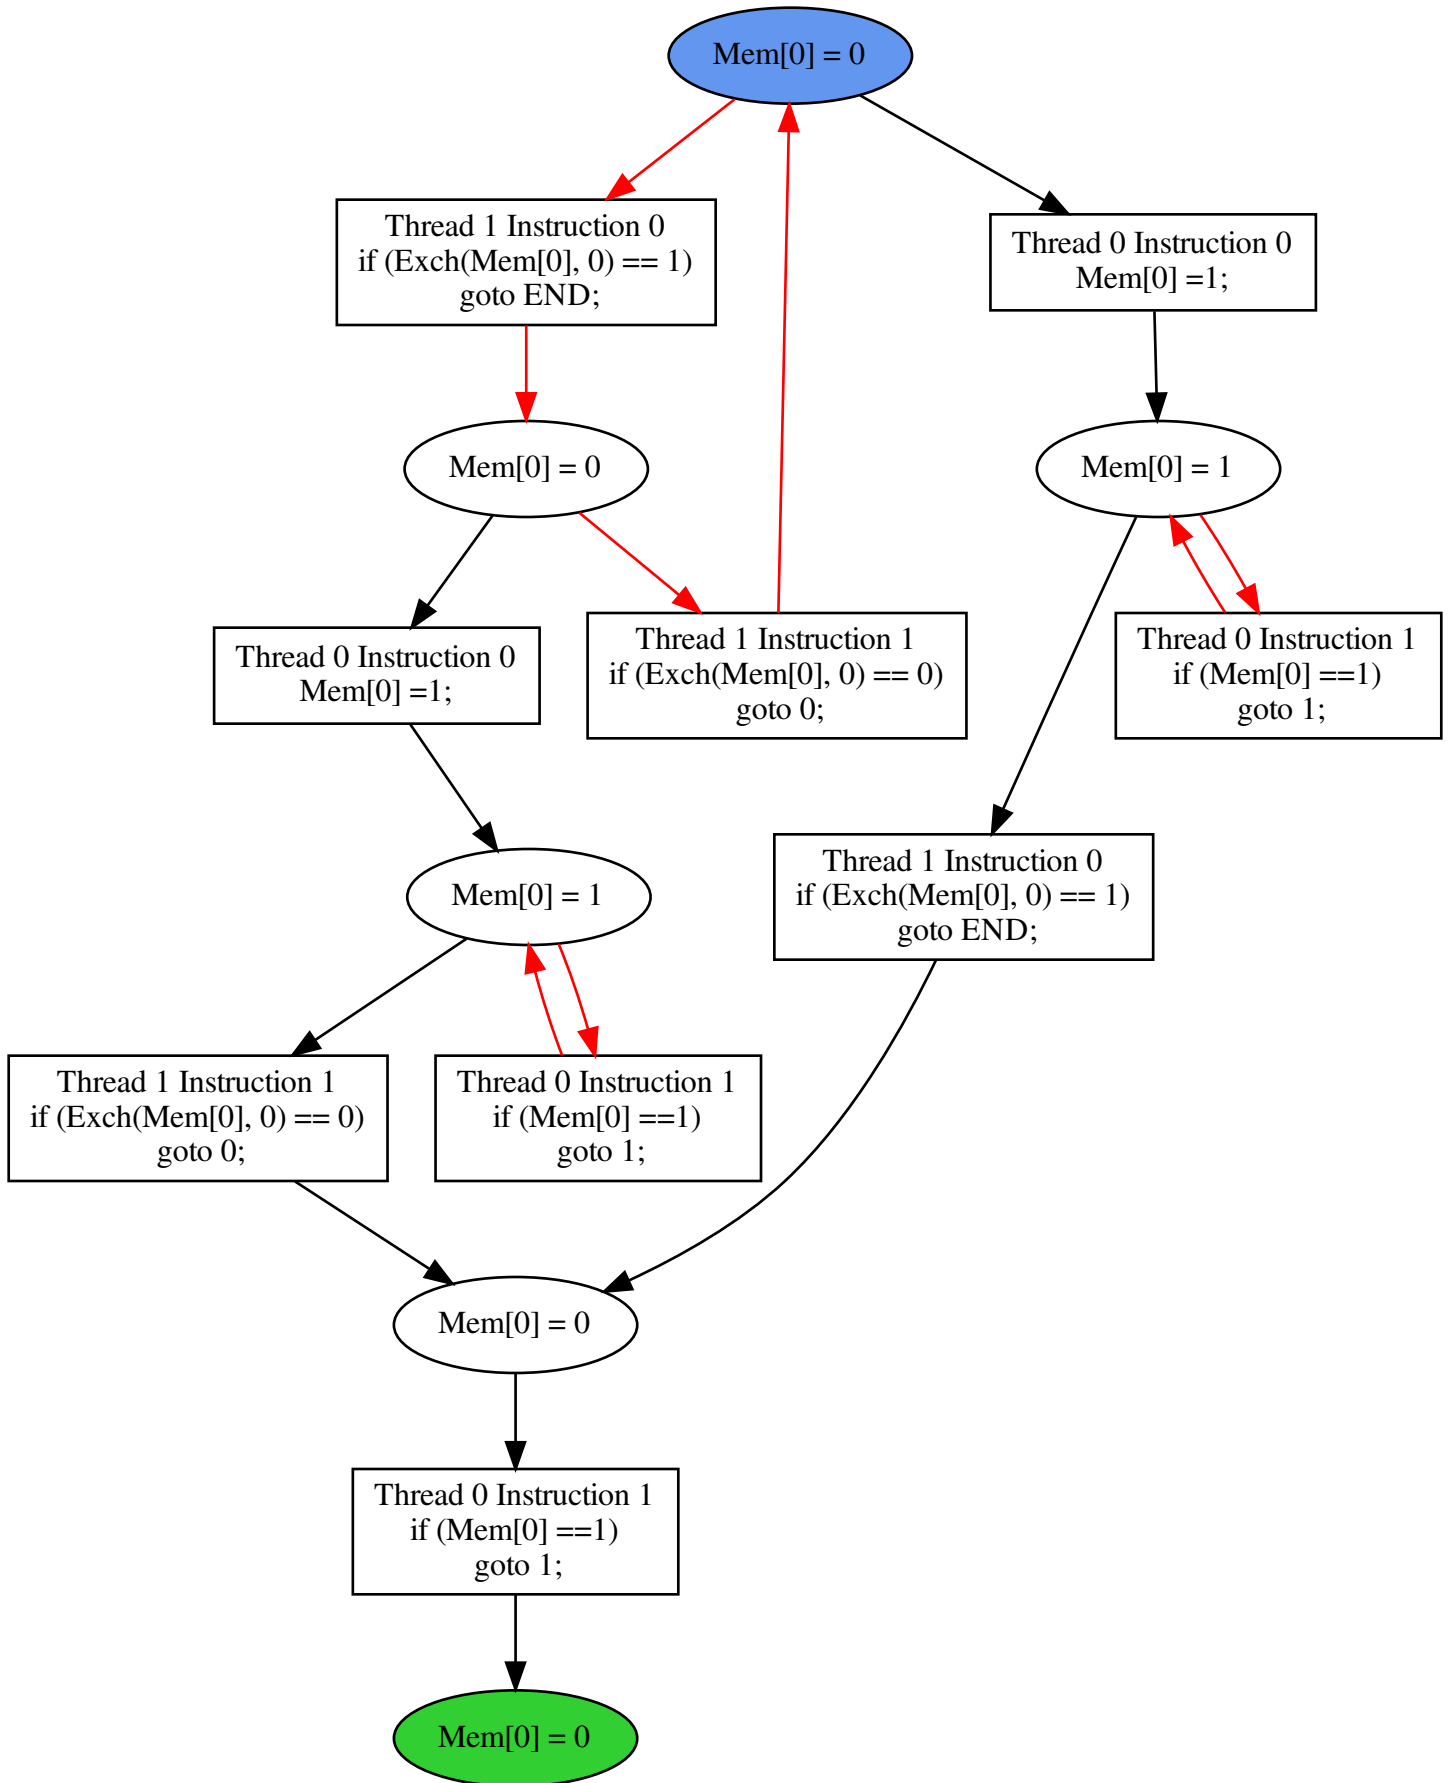 Mem[0] = 0
Thread 1 Instruction 0
if (Exch(Mem[0], 0) == 1)
goto END;
Thread 0 Instruction 0
Mem[0] =1;
Mem[0] = 0
Mem[0] = 1
Thread 0 Instruction 0
Mem[0] =1;
Thread 1 Instruction 1
if (Exch(Mem[0], 0) == 0)
goto 0;
Thread 0 Instruction 1
if (Mem[0] ==1)
goto 1;
Mem[0] = 1
Thread 1 Instruction 0
if (Exch(Mem[0], 0) == 1)
goto END;
Thread 1 Instruction 1
if (Exch(Mem[0], 0) == 0)
goto 0;
Thread 0 Instruction 1
if (Mem[0] ==1)
goto 1;
Mem[0] = 0
Thread 0 Instruction 1
if (Mem[0] ==1)
goto 1;
Mem[0] = 0